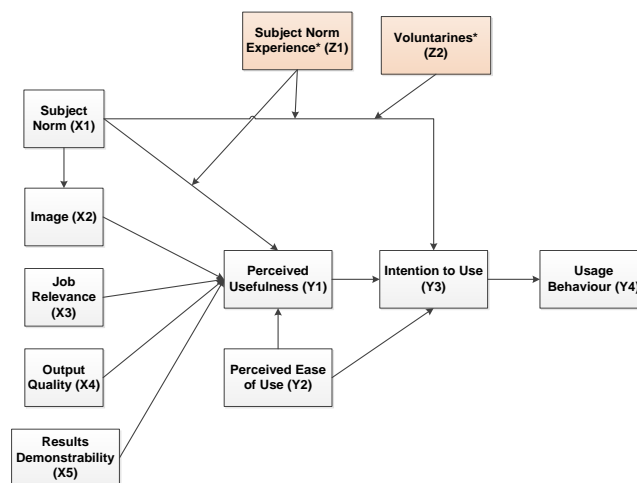 Subject Norm
Experience* (Z1)
Voluntarines*
(Z2)
Subject
Norm (X1)
Image (X2)
Job
Relevance
(X3)
Output
Quality (X4)
Results
Demonstrability
(X5)
Perceived
Usefulness (Y1)
Perceived Ease
of Use (Y2)
Intention to Use
(Y3)
Usage
Behaviour (Y4)